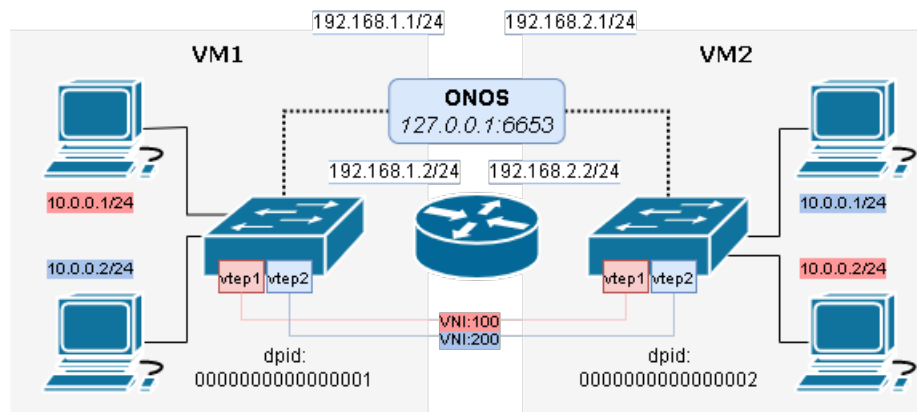 192.168.1.1/24
192.168.2.1/24
VM1
VM2
ONOS
127.0.0.1:6653
192.168.1.2/24
192.168.2.2/24
10.0.0.1/24
10.0.0.1/24
10.0.0.2/24
10.0.0.2/24
vtep1
vtep2
vtep1
vtep2
VNI:100
VNI:200
dpid:
0000000000000001
dpid:
0000000000000002